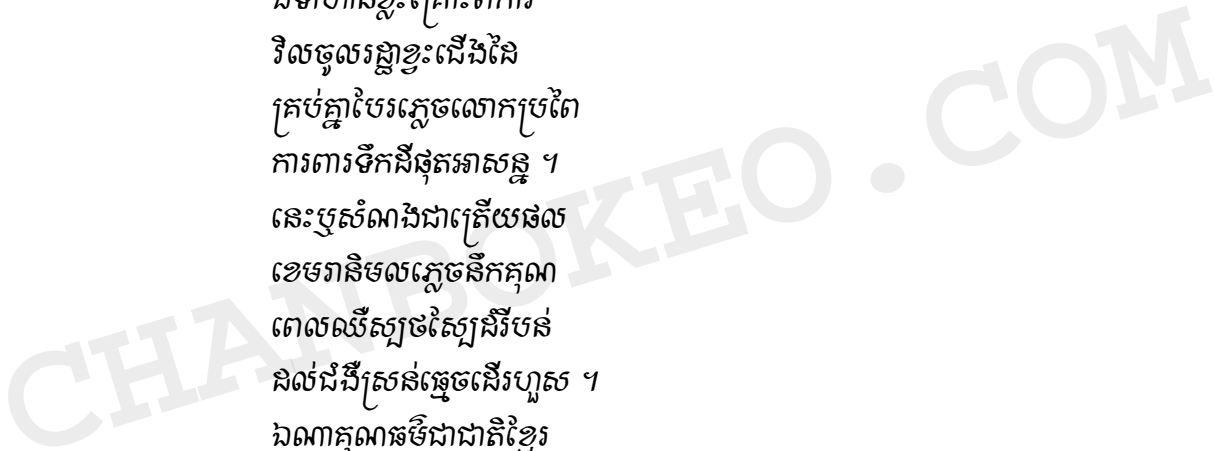 វិលចូលរដ្ឋាខ្វះជើងដៃ
គ្រប់គ្នាបែរភ្លេចលោកប្រពៃ
ការពារទឹកដីផុតអាសន្ន ។
នេះឬសំណងជាត្រើយផល
ខេមរានិមលភ្លេចនឹកគុណ
ពេលឈឺស្បថស្បែដំរីបន់
ដល់ជំងឺស្រន់ធ្មេចដើរហួស ។
ឯណាគុណធម៌ជាជាតិខ្មែរ
CHANBOKEO.COM